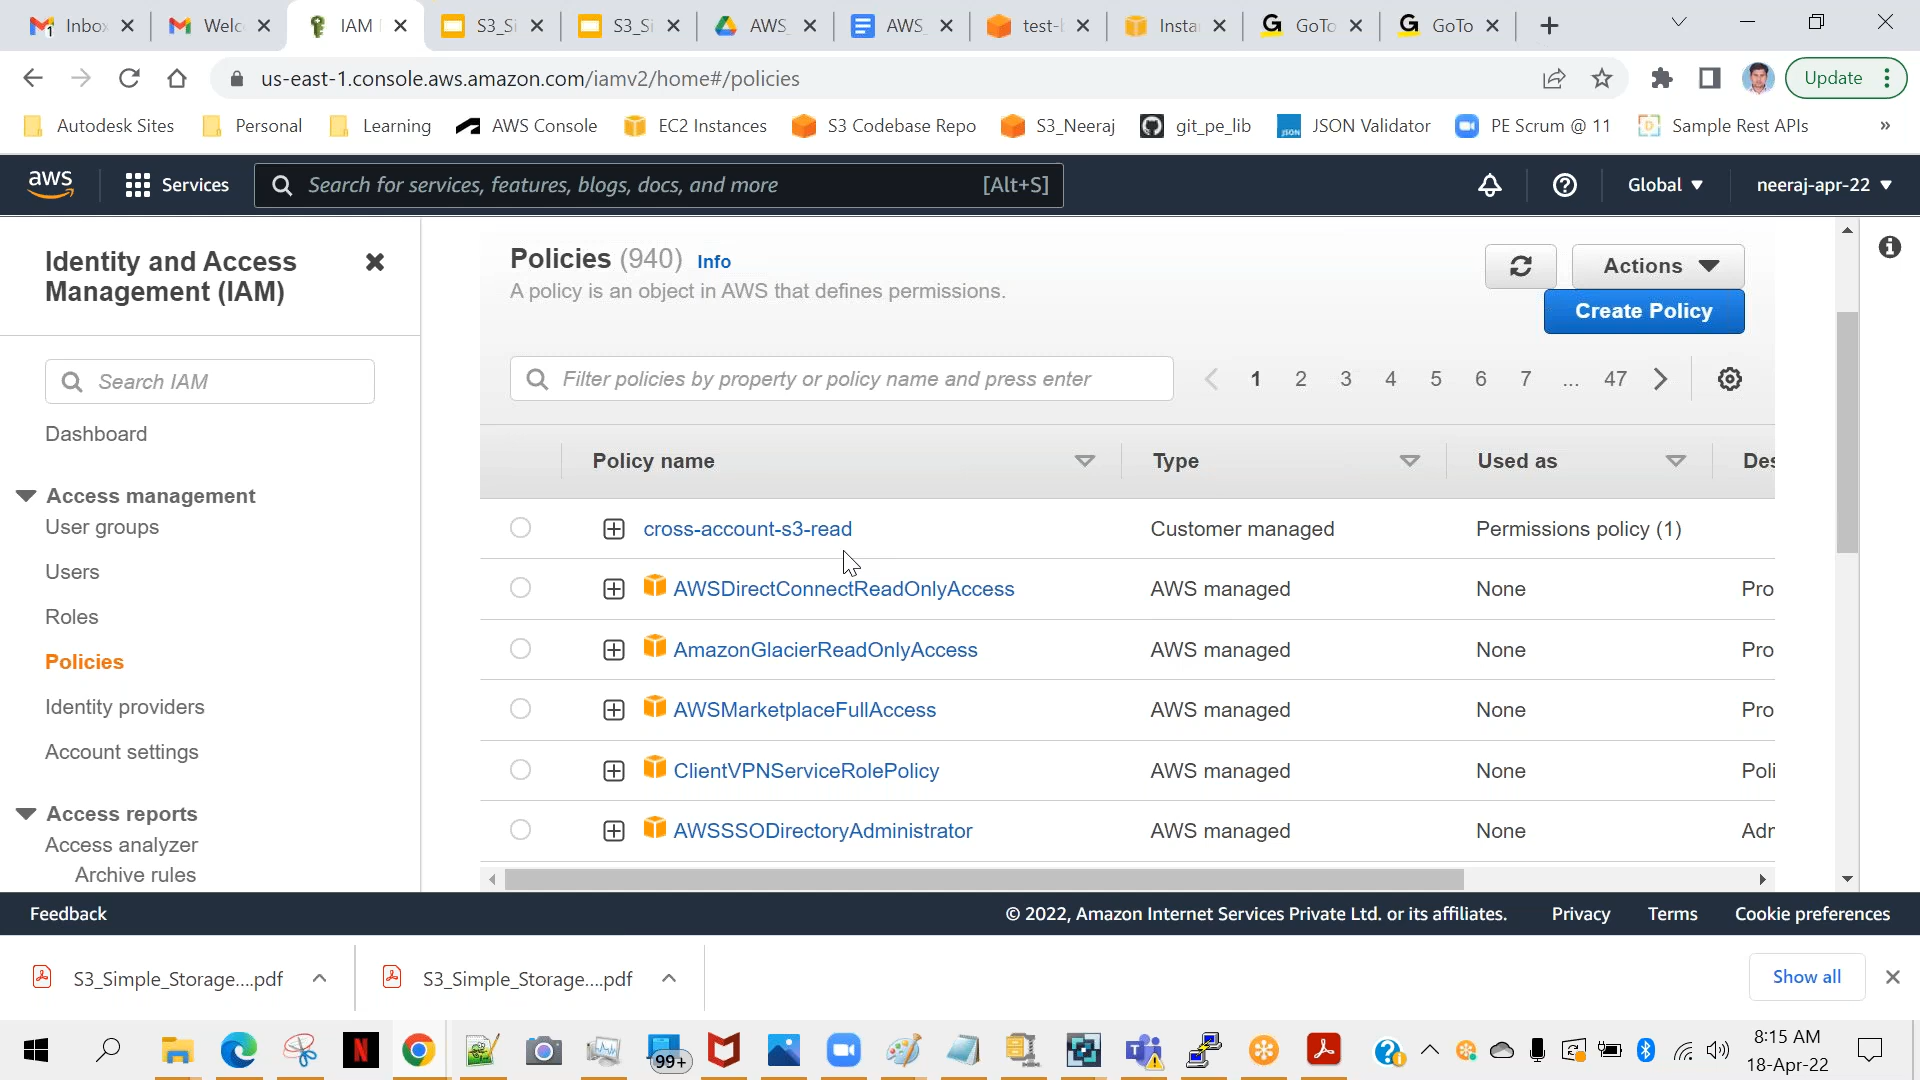 Inbo
Welc
IAM
S3_Si
S3_Si
AWS_
AWS_
test-b
Insta
GoTo
GoTo
us-east-1.console.aws.amazon.com/iamv2/home#/policies
Update
Autodesk Sites
Personal
Learning
AWS Console
EC2 Instances
S3 Codebase Repo
S3_Neeraj
git_pe_lib
JSON Validator
PE Scrum @ 11
Sample Rest APIs
»
aws
Services
Search for services, features, blogs, docs, and more
[Alt+S]
Global
neeraj-apr-22
Identity and Access
Management (IAM)
Search IAM
Dashboard
Access management
User groups
Users
Roles
Policies
Identity providers
Account settings
Access reports
Access analyzer
Archive rules
Policies (940) Info
A policy is an object in AWS that defines permissions.
Actions
Create Policy
Filter policies by property or policy name and press enter
1 2 3 4 5 6 7 ... 47
Policy name
Type
Used as
Des
cross-account-s3-read
Customer managed
Permissions policy (1)
AWSDirectConnectReadOnlyAccess
AWS managed
None
Pro
AmazonGlacierReadOnlyAccess
AWS managed
None
Pro
AWSMarketplaceFullAccess
AWS managed
None
Pro
ClientVPNServiceRolePolicy
AWS managed
None
Poli
AWSSSODirectoryAdministrator
AWS managed
None
Adr
Feedback
© 2022, Amazon Internet Services Private Ltd. or its affiliates.
Privacy
Terms
Cookie preferences
S3_Simple_Storage....pdf
S3_Simple_Storage....pdf
Show all
99+
8:15 AM
18-Apr-22